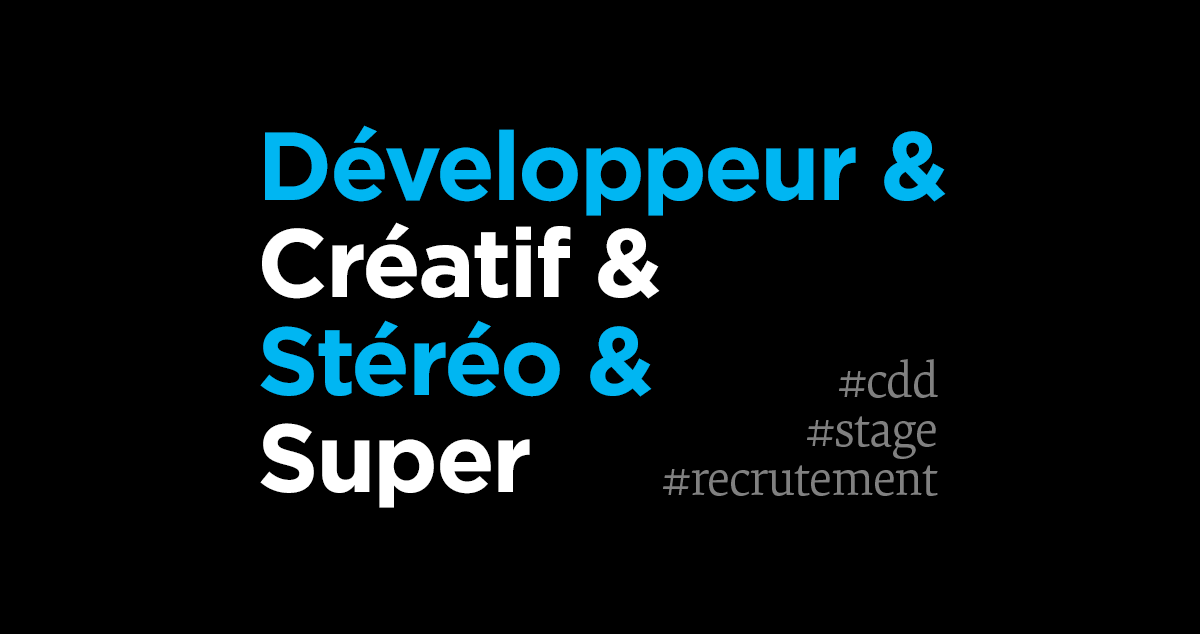 Développeur &
Créatif &
Stéréo &
Super
#cdd
#stage
#recrutement